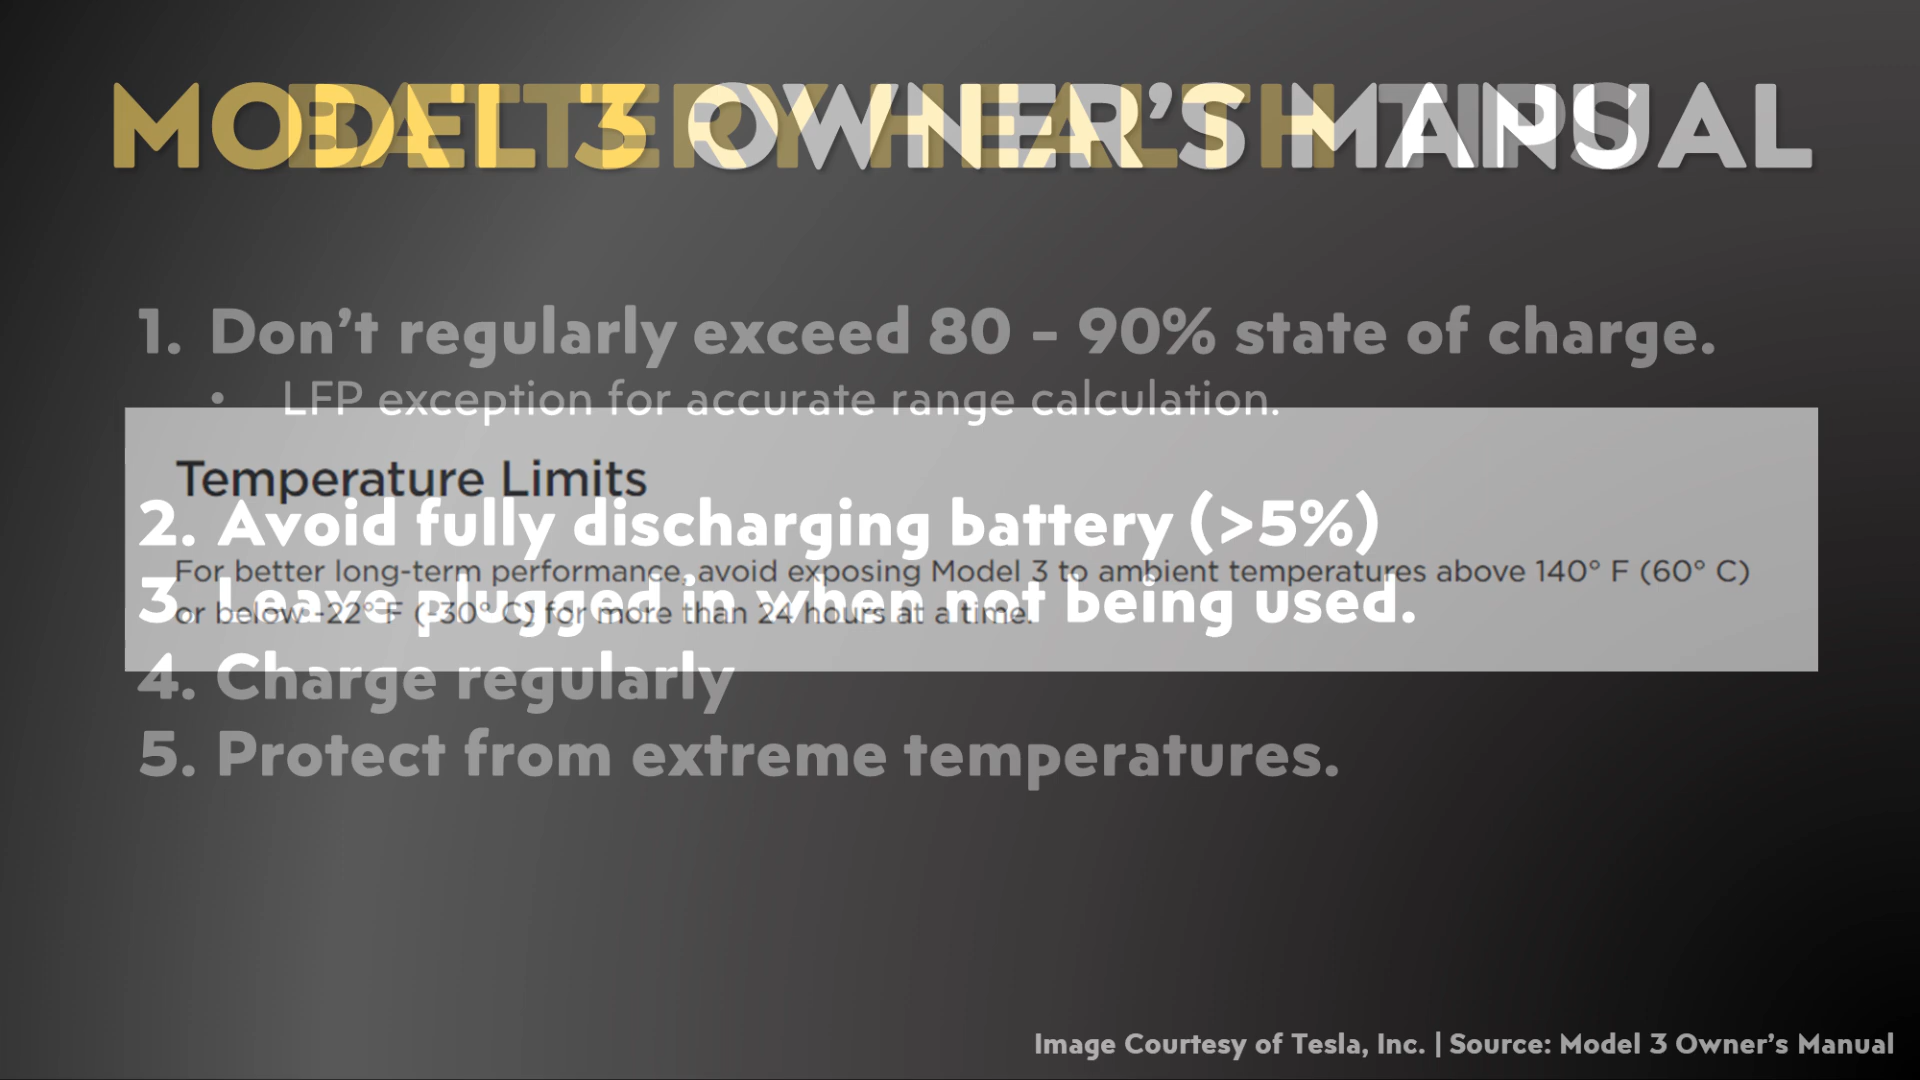 MODEL 3 OWNER'S MANUAL
BATTERY HEALTH TIPS
1. Don't regularly exceed 80 - 90% state of charge.
• LFP exception for accurate range calculation.
Temperature Limits
2. Avoid fully discharging battery (>5%)
For better long-term performance, avoid exposing Model 3 to ambient temperatures above 140° F (60° C)
3. Leave plugged in when not being used.
or below -22° F (-30° C) for more than 24 hours at a time.
4. Charge regularly
5. Protect from extreme temperatures.
Image Courtesy of Tesla, Inc. | Source: Model 3 Owner's Manual